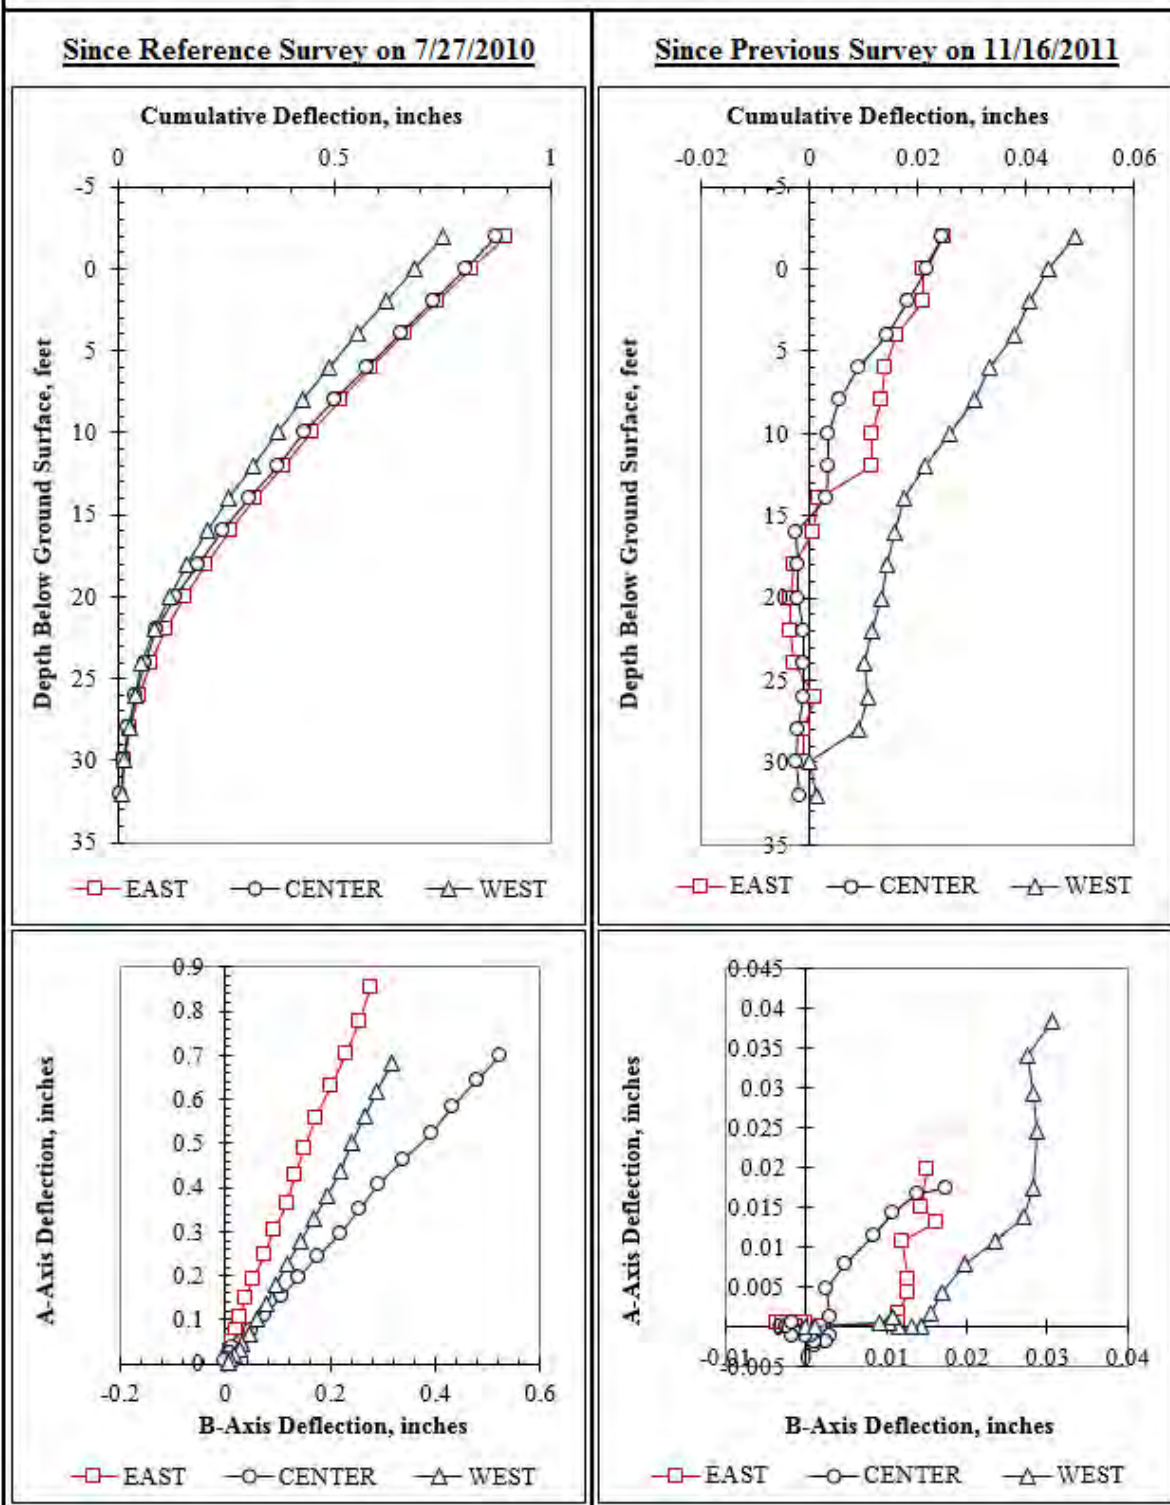 Since Reference Survey on 7/27/2010
Cumulative Deflection, inches
0 0.5 1
-5
0
5
10
15
20
25
30
35
Depth Below Ground Surface, feet
EAST CENTER WEST
Since Previous Survey on 11/16/2011
Cumulative Deflection, inches
-0.02 0 0.02 0.04 0.06
-5
0
5
10
15
20
25
30
35
Depth Below Ground Surface, feet
EAST CENTER WEST
0.9
0.8
0.7
0.6
0.5
0.4
0.3
0.2
0.1
0
A-Axis Deflection, inches
-0.2 0 0.2 0.4 0.6
B-Axis Deflection, inches
EAST CENTER WEST
0.045
0.04
0.035
0.03
0.025
0.02
0.015
0.01
0.005
0
-0.005
A-Axis Deflection, inches
-0.01 0 0.01 0.02 0.03 0.04
B-Axis Deflection, inches
EAST CENTER WEST